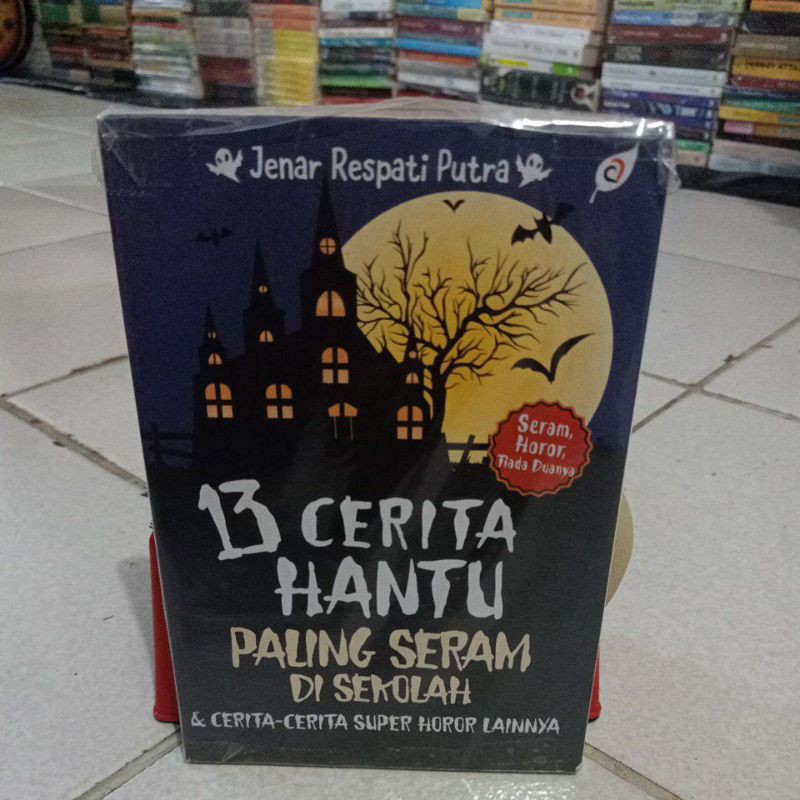 Jenar Respati Putra
Seram,
Horor,
Tiada Duanya
13 CERITA
HANTU
PALING SERAM
DI SEKOLAH
& CERITA-CERITA SUPER HOROR LAINNYA